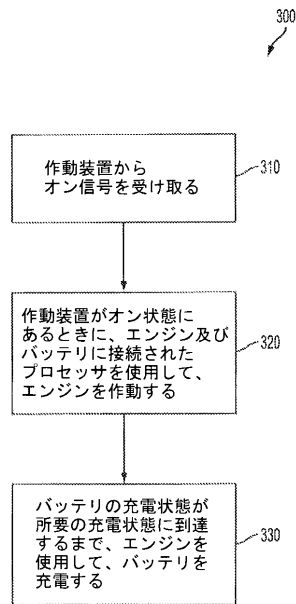 300
作動装置から
オン信号を受け取る
310
作動装置がオン状態に
あるときに、エンジン及び
バッテリに接続された
プロセッサを使用して、
エンジンを作動する
320
バッテリの充電状態が
所要の充電状態に到達
するまで、エンジンを
使用して、バッテリを
充電する
330